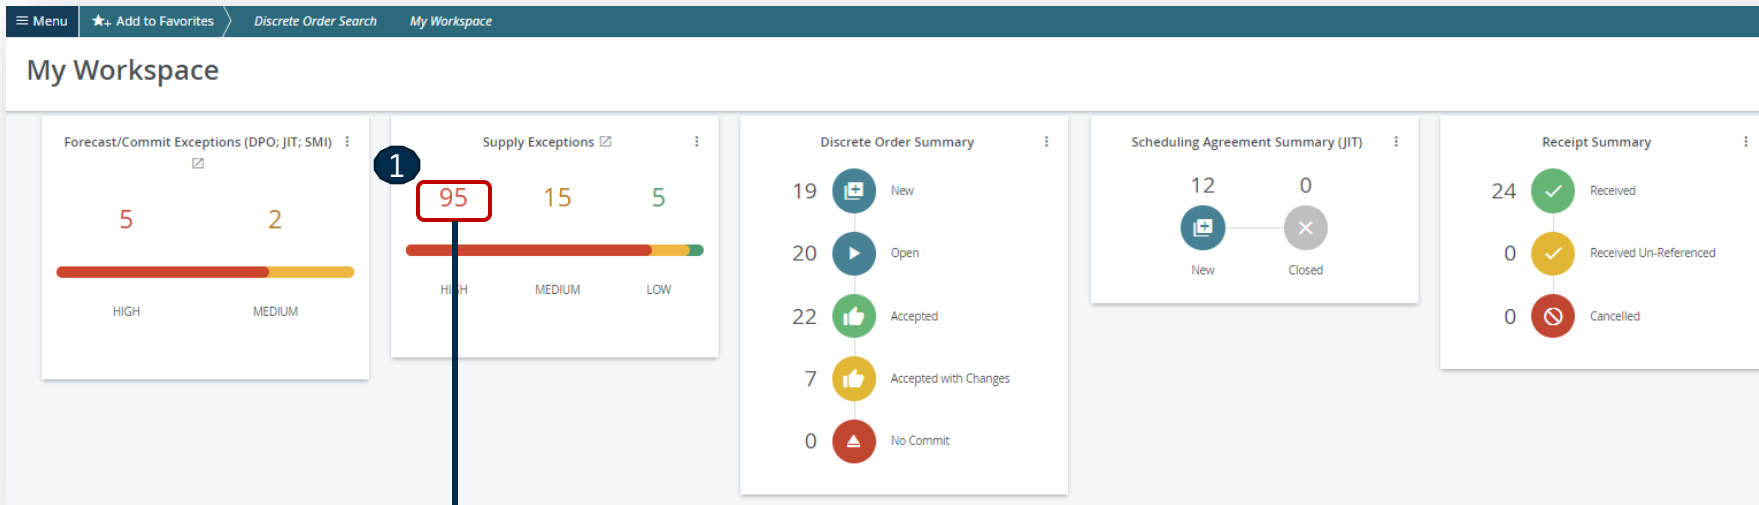 Menu
Add to Favorites
Discrete Order Search
My Workspace
My Workspace
Forecast/Commit Exceptions (DPO; JIT; SMI)
5
2
HIGH
MEDIUM
1
Supply Exceptions
95
15
5
HIGH
MEDIUM
LOW
Discrete Order Summary
19 New
20 Open
22 Accepted
7 Accepted with Changes
0 No Commit
Scheduling Agreement Summary (JIT)
12
0
New
Closed
Receipt Summary
24 Received
0 Received Un-Referenced
0 Cancelled